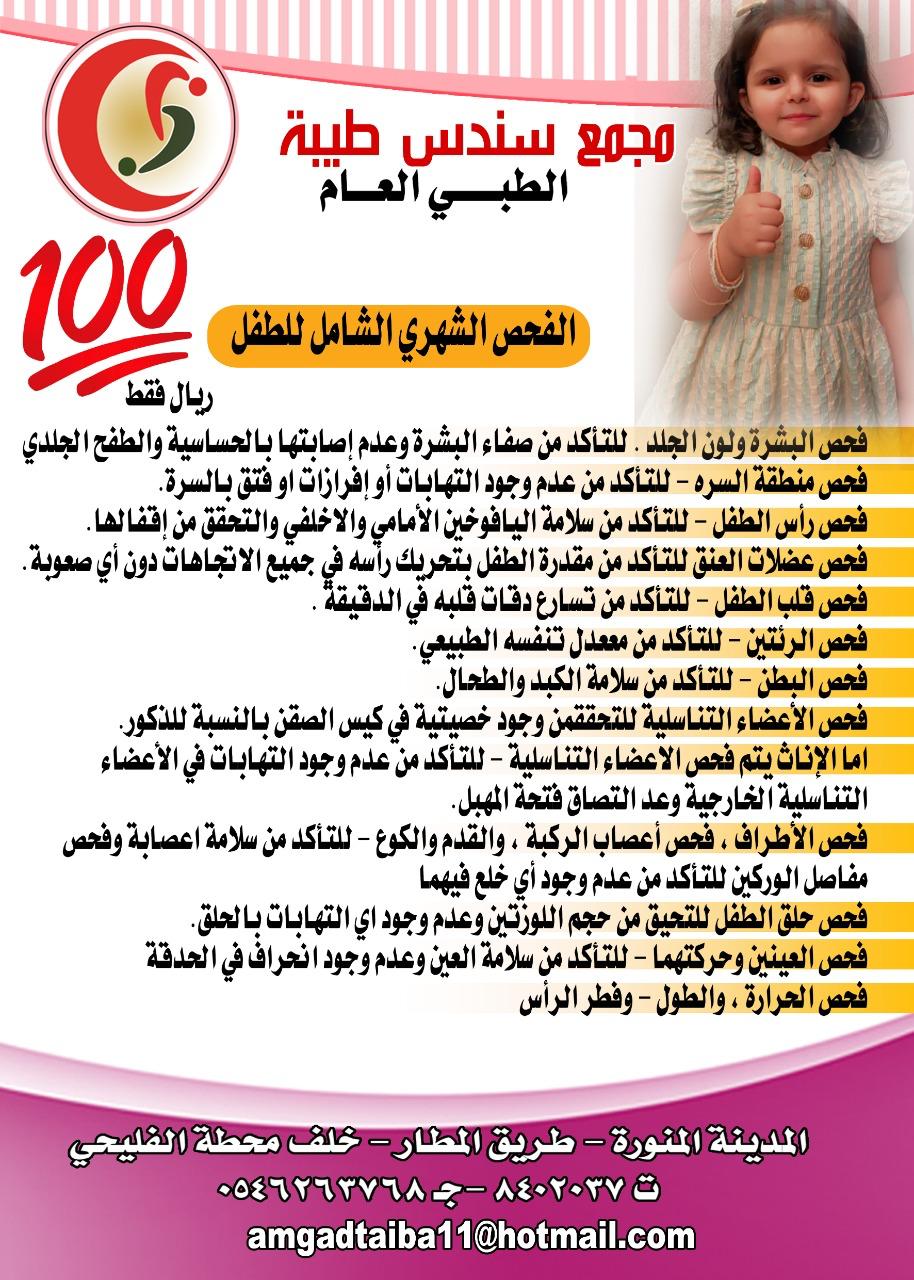 مجمع سندس طيبة
الطبـــي العـــام
100
الفحص الشهري الشامل للطفل
ريال فقط
فحص البشرة ولون الجلد . للتأكد من صفاء البشرة وعدم إصابتها بالحساسية والطفح الجلدي
فحص منطقة السره - للتأكد من عدم وجود التهابات أو إفرازات او فتق بالسرة.
فحص رأس الطفل - للتأكد من سلامة اليافوخين الأمامي والاخلفي والتحقق من إقفالها.
فحص عضلات العنق للتأكد من مقدرة الطفل بتحريك رأسه في جميع الاتجاهات دون أي صعوبة.
فحص قلب الطفل - للتأكد من تسارع دقات قلبه في الدقيقة .
فحص الرئتين - للتأكد من مععدل تنفسه الطبيعي.
فحص البطن - للتأكد من سلامة الكبد والطحال.
فحص الأعضاء التناسلية للتحققمن وجود خصيتية في كيس الصقن بالنسبة للذكور.
اما الإناث يتم فحص الاعضاء التناسلية - للتأكد من عدم وجود التهابات في الأعضاء
التناسلية الخارجية وعد التصاق فتحة المهبل.
فحص الأطراف ، فحص أعصاب الركبة ، والقدم والكوع - للتأكد من سلامة اعصابة وفحص
مفاصل الوركين للتأكد من عدم وجود أي خلع فيهما
فحص حلق الطفل للتحيق من حجم اللوزتين وعدم وجود اي التهابات بالحلق.
فحص العينين وحركتهما - للتأكد من سلامة العين وعدم وجود انحراف في الحدقة
فحص الحرارة ، والطول - وفطر الرأس
المدينة المنورة - طريق المطار - خلف محطة الفليحي
ت ٨٤٠٢٠٣٧ - جـ ٠٥٤٦٢٦٣٧٦٨
amgadtaiba11@hotmail.com